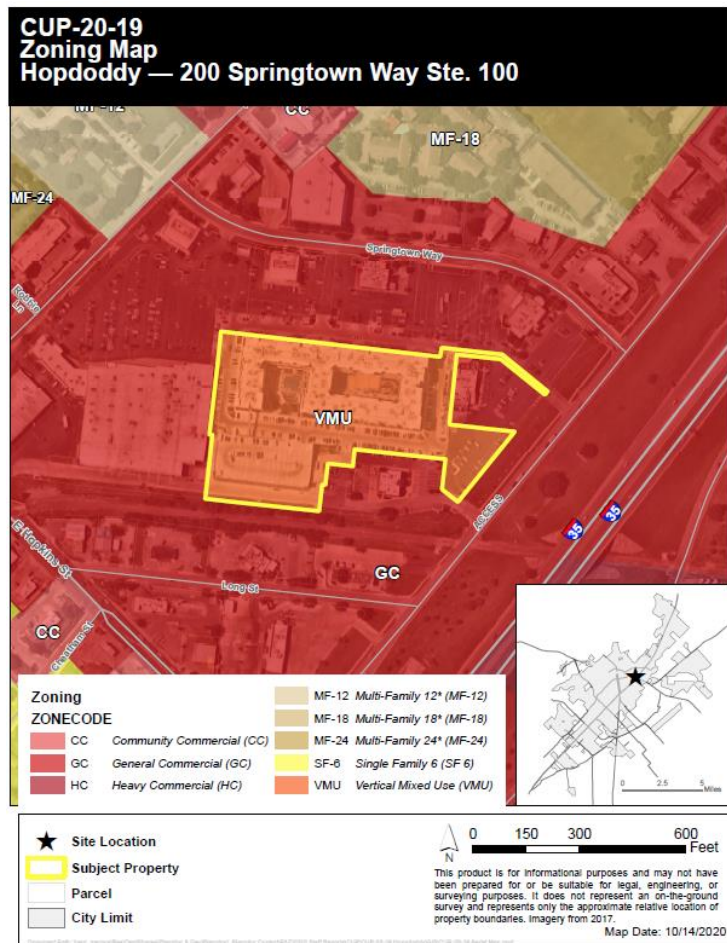 CUP-20-19
Zoning Map
Hopdoddy — 200 Springtown Way Ste. 100
MF-12
CC
MF-18
MF-24
Springtown Way
Robbie Ln
VMU
ACCESS
35
35
E Hopkins St
GC
Long St
CC
Cheatham St
Zoning
ZONECODE
CC Community Commercial (CC)
GC General Commercial (GC)
HC Heavy Commercial (HC)
MF-12 Multi-Family 12* (MF-12)
MF-18 Multi-Family 18* (MF-18)
MF-24 Multi-Family 24* (MF-24)
SF-6 Single Family 6 (SF 6)
VMU Vertical Mixed Use (VMU)
0 2.5 5
Miles
Site Location
Subject Property
Parcel
City Limit
N
0 150 300 600
Feet
This product is for informational purposes and may not have
been prepared for or be suitable for legal, engineering, or
surveying purposes. It does not represent an on-the-ground
survey and represents only the approximate relative location of
property boundaries. Imagery from 2017.
Map Date: 10/14/2020